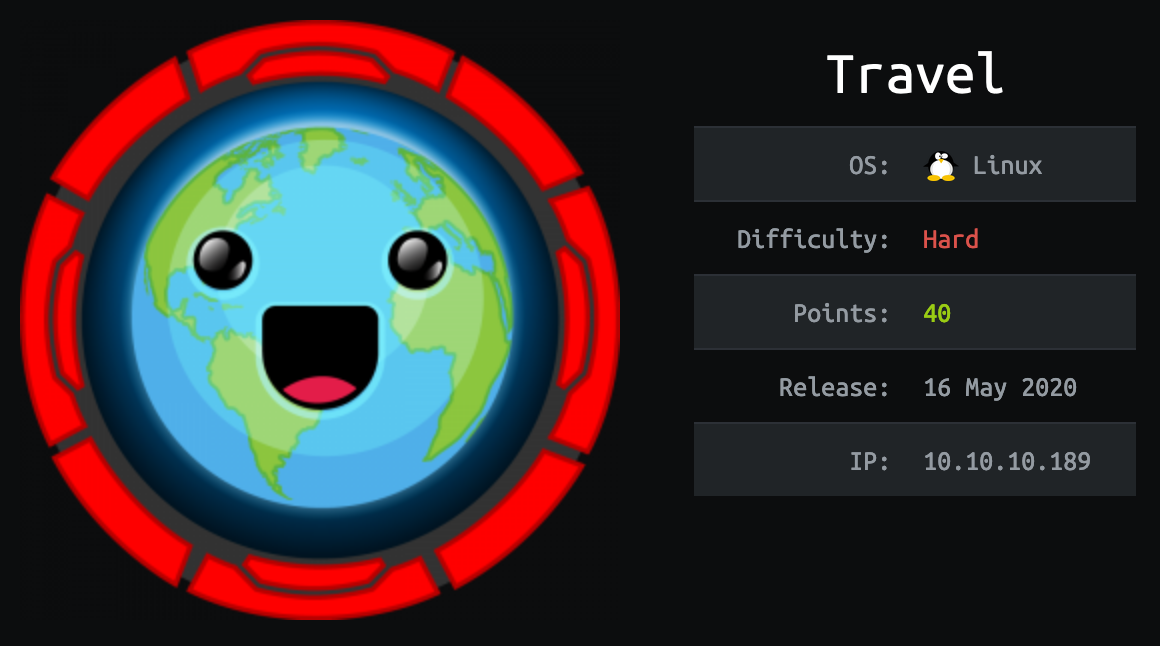 Travel
OS: Linux
Difficulty: Hard
Points: 40
Release: 16 May 2020
IP: 10.10.10.189